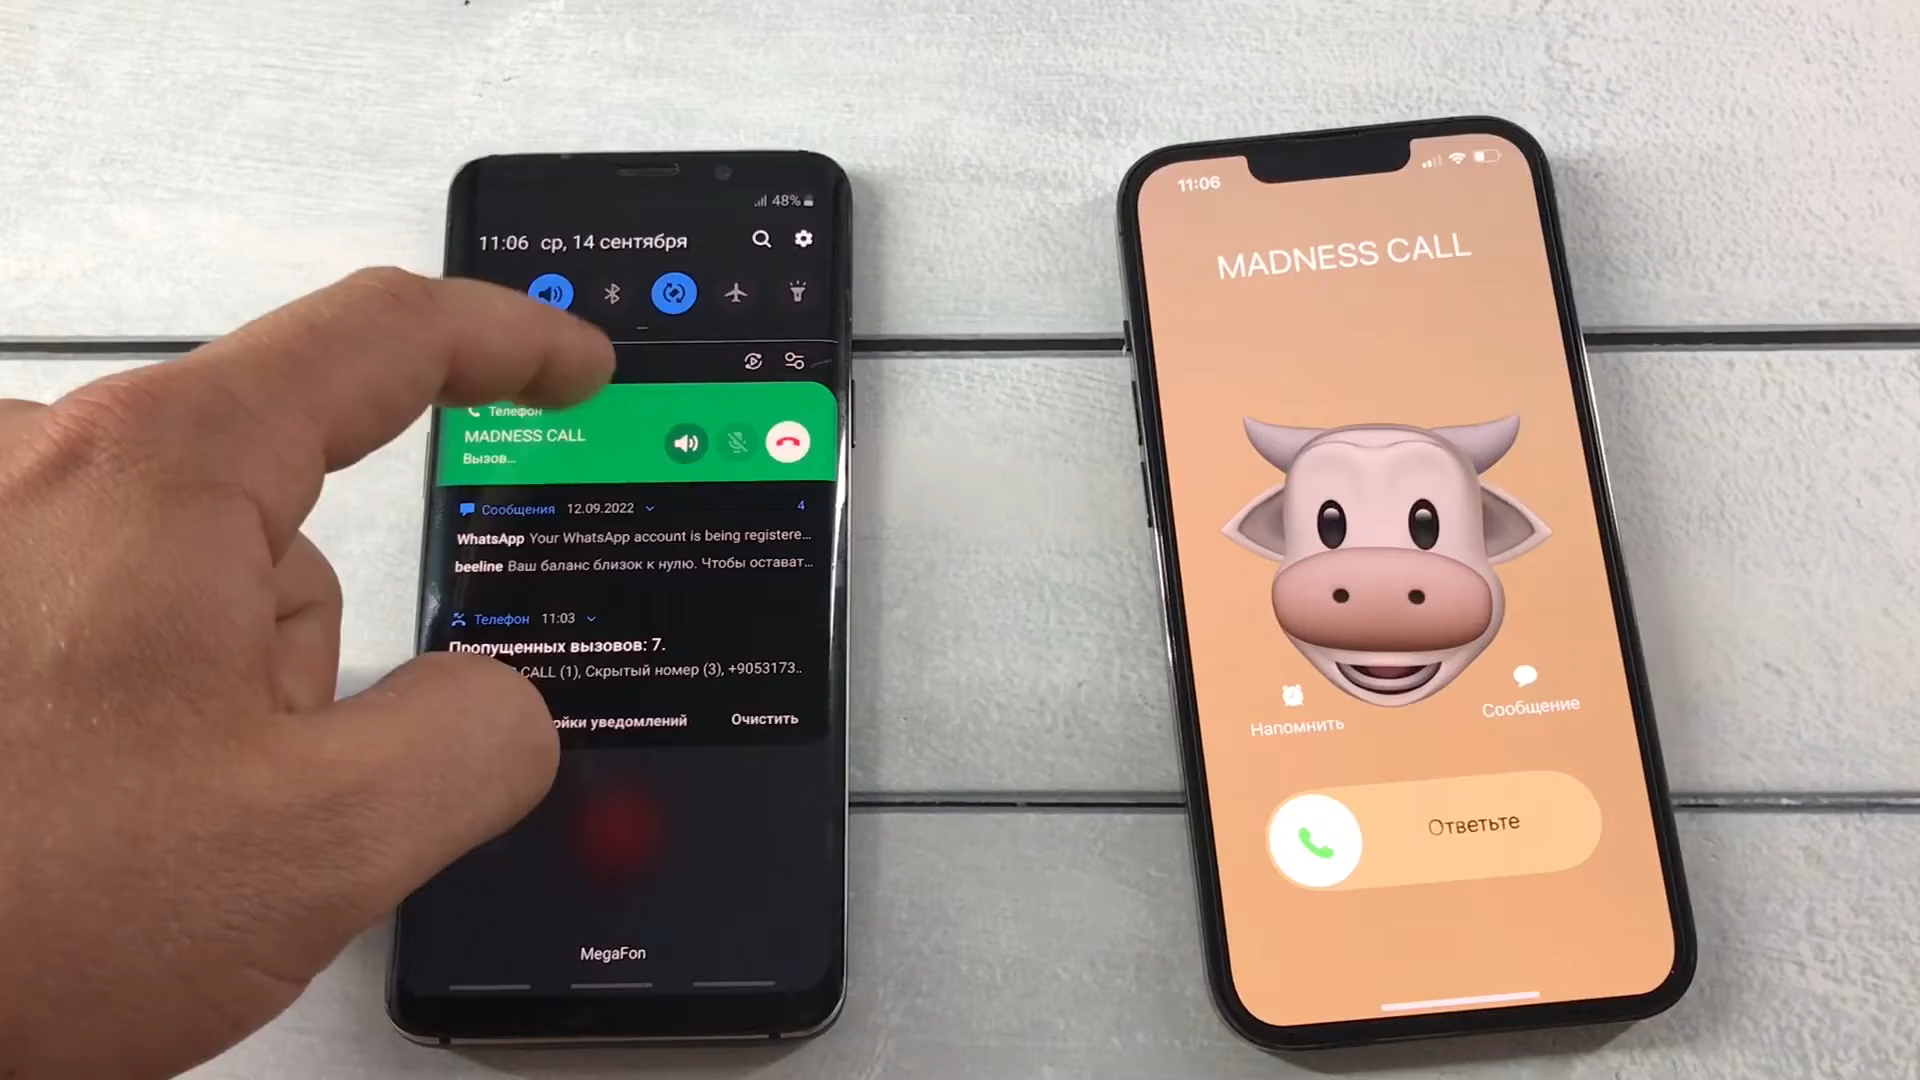 48%
11:06 ср, 14 сентября
Телефон
MADNESS CALL
Вызов...
Сообщения 12.09.2022 4
WhatsApp Your WhatsApp account is being registere...
beeline Ваш баланс близок к нулю. Чтобы остават...
Телефон 11:03
Пропущенных вызовов: 7.
CALL (1), Скрытый номер (3), +9053173..
уведомлений Очистить
MegaFon
11:06
MADNESS CALL
Напомнить
Сообщение
Ответьте